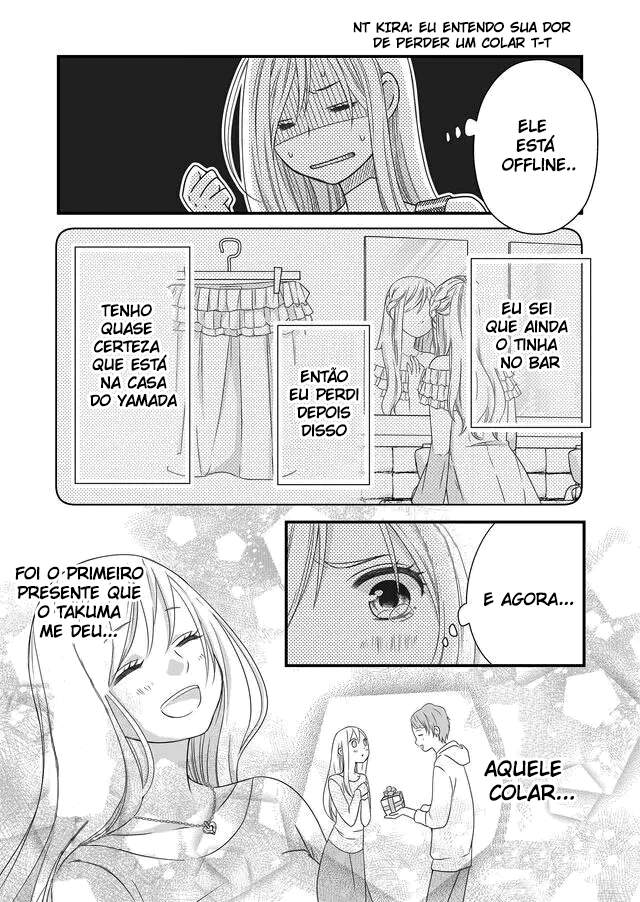 NT KIRA: EU ENTENDO SUA DOR
DE PERDER UM COLAR T-T
ELE
ESTÁ
OFFLINE..
EU SEI
QUE AINDA
O TINHA
NO BAR
ENTÃO
EU PERDI
DEPOIS
DISSO
TENHO
QUASE
CERTEZA
QUE ESTÁ
NA CASA
DO YAMADA
E AGORA...
FOI O PRIMEIRO
PRESENTE QUE
O TAKUMA
ME DEU...
AQUELE
COLAR...